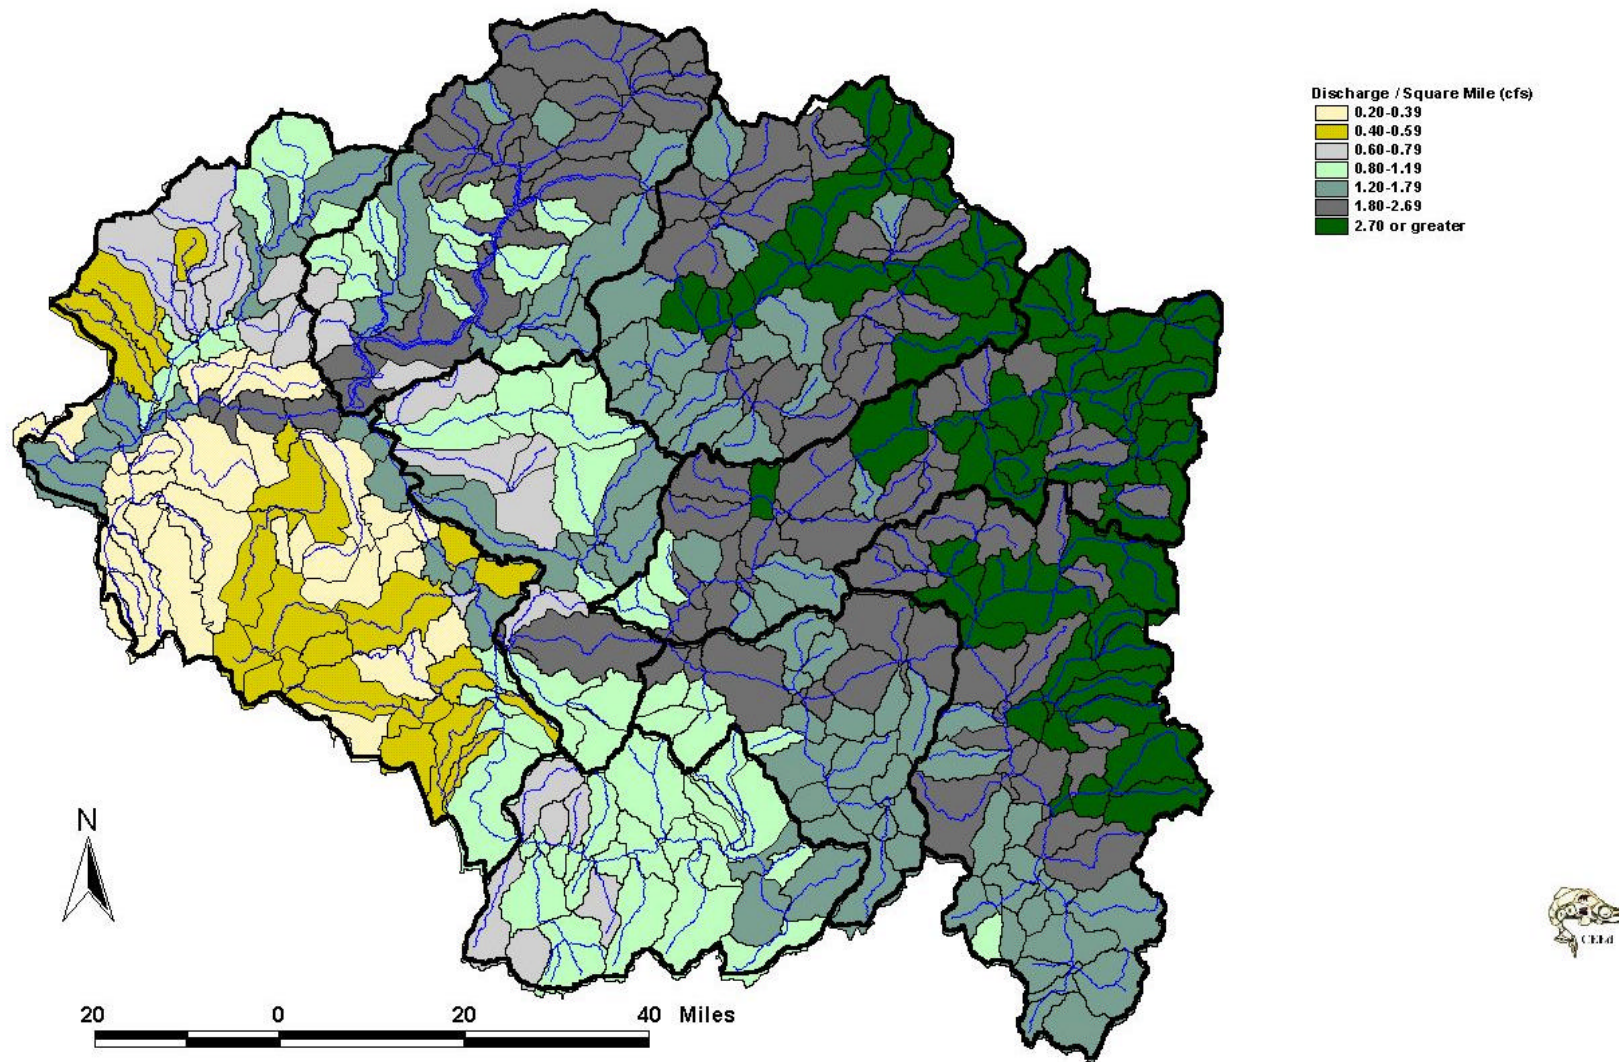 Discharge / Square Mile (cfs)
0.20-0.39
0.40-0.59
0.60-0.79
0.80-1.19
1.20-1.79
1.80-2.69
2.70 or greater
N
CEEd
20 0 20 40 Miles